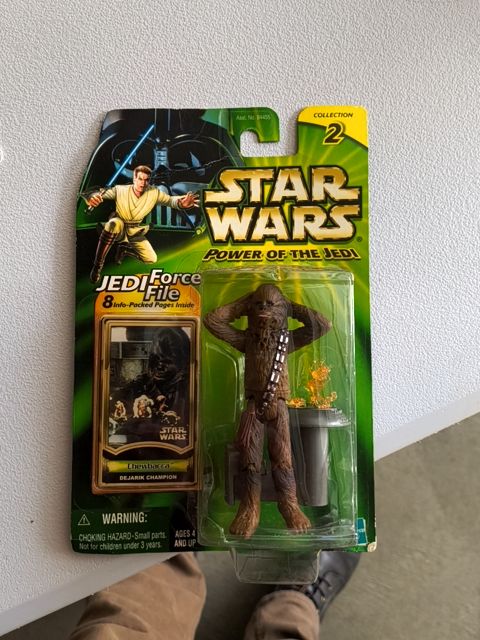 Asst. No. 84455
COLLECTION
2
STAR
WARS
POWER OF THE JEDI
JEDI Force
File
8 Info-Packed Pages Inside
STAR
WARS
Chewbacca
DEJARIK CHAMPION
WARNING:
CHOKING HAZARD-Small parts.
Not for children under 3 years.
AGES 4
AND UP